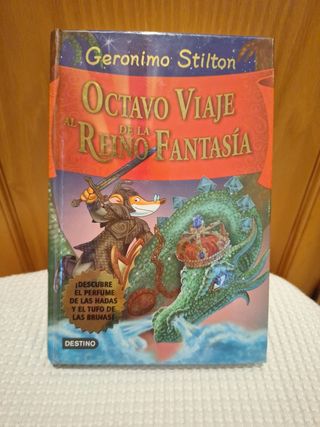 Geronimo Stilton
OCTAVO VIAJE
AL REINO DE LA FANTASÍA
¡DESCUBRE
EL PERFUME
DE LAS HADAS
Y EL TUFO DE
LAS BRUJAS!
DESTINO